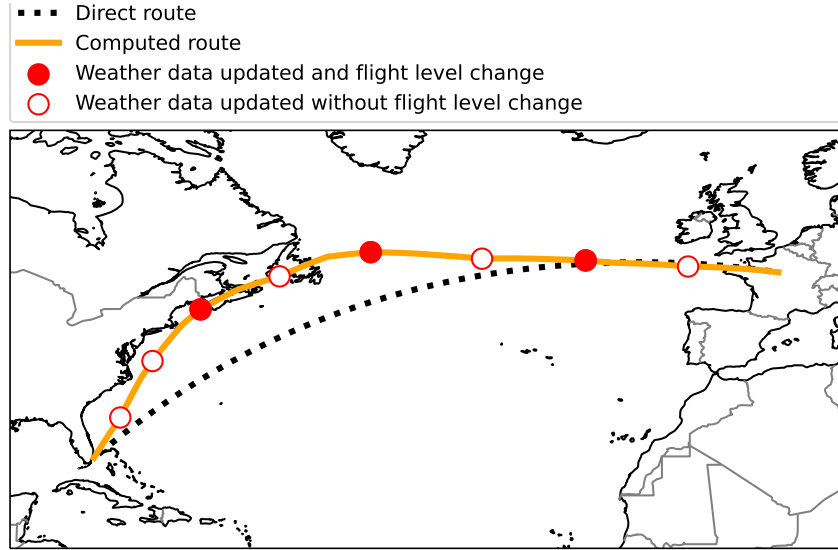 Direct route
Computed route
Weather data updated and flight level change
Weather data updated without flight level change